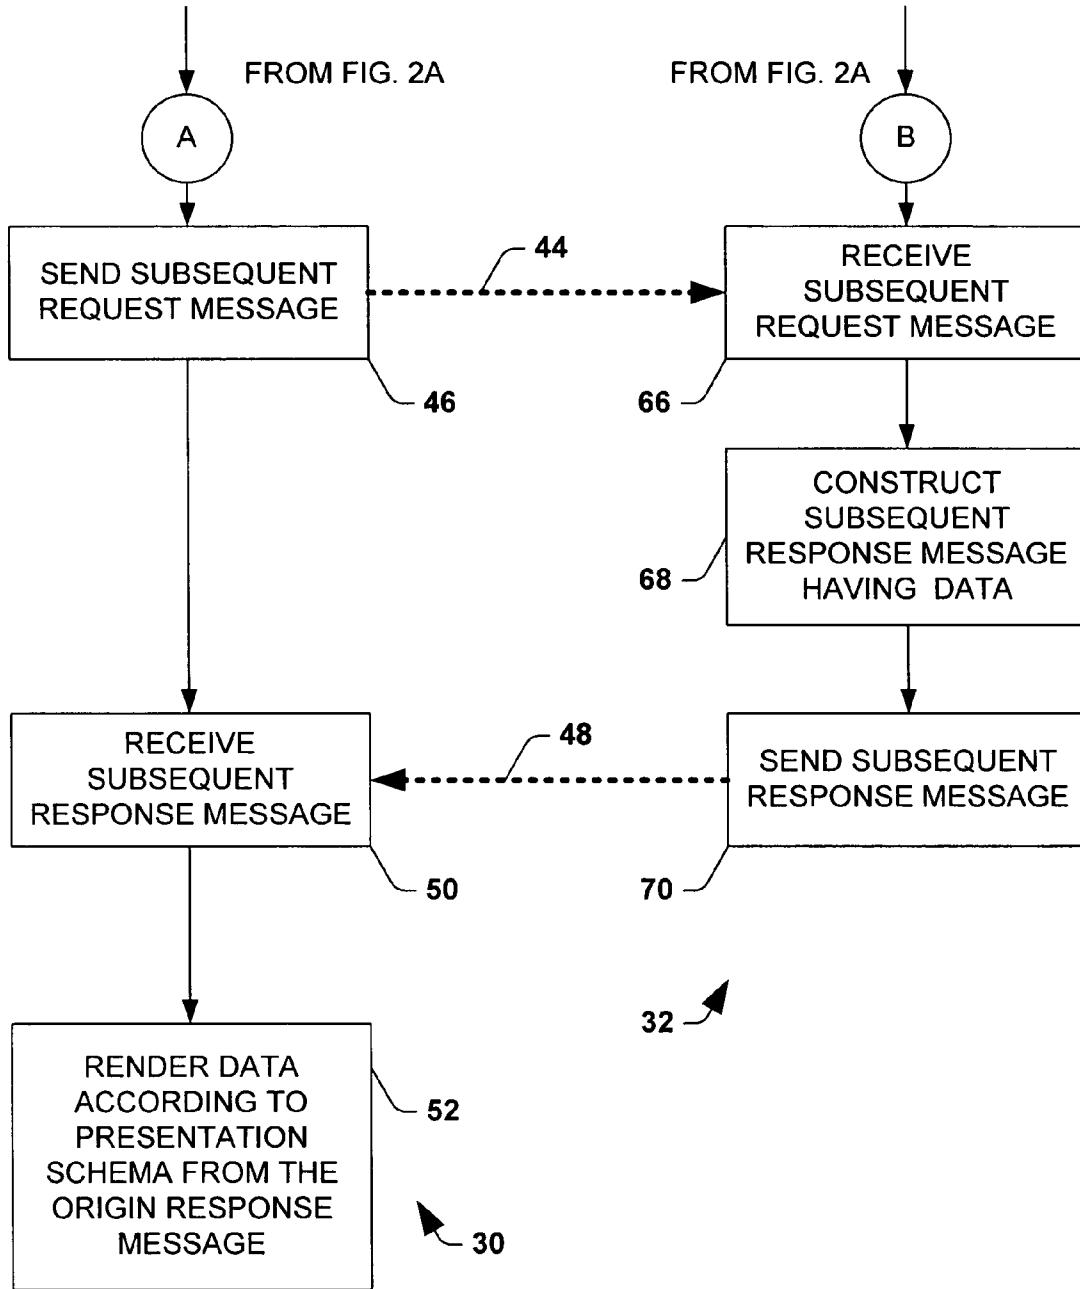 FROM FIG. 2A
FROM FIG. 2A
A
B
SEND SUBSEQUENT
REQUEST MESSAGE
44
RECEIVE
SUBSEQUENT
REQUEST MESSAGE
46
66
CONSTRUCT
SUBSEQUENT
RESPONSE MESSAGE
HAVING DATA
68
RECEIVE
SUBSEQUENT
RESPONSE MESSAGE
48
SEND SUBSEQUENT
RESPONSE MESSAGE
50
70
32
RENDER DATA
ACCORDING TO
PRESENTATION
SCHEMA FROM THE
ORIGIN RESPONSE
MESSAGE
52
30